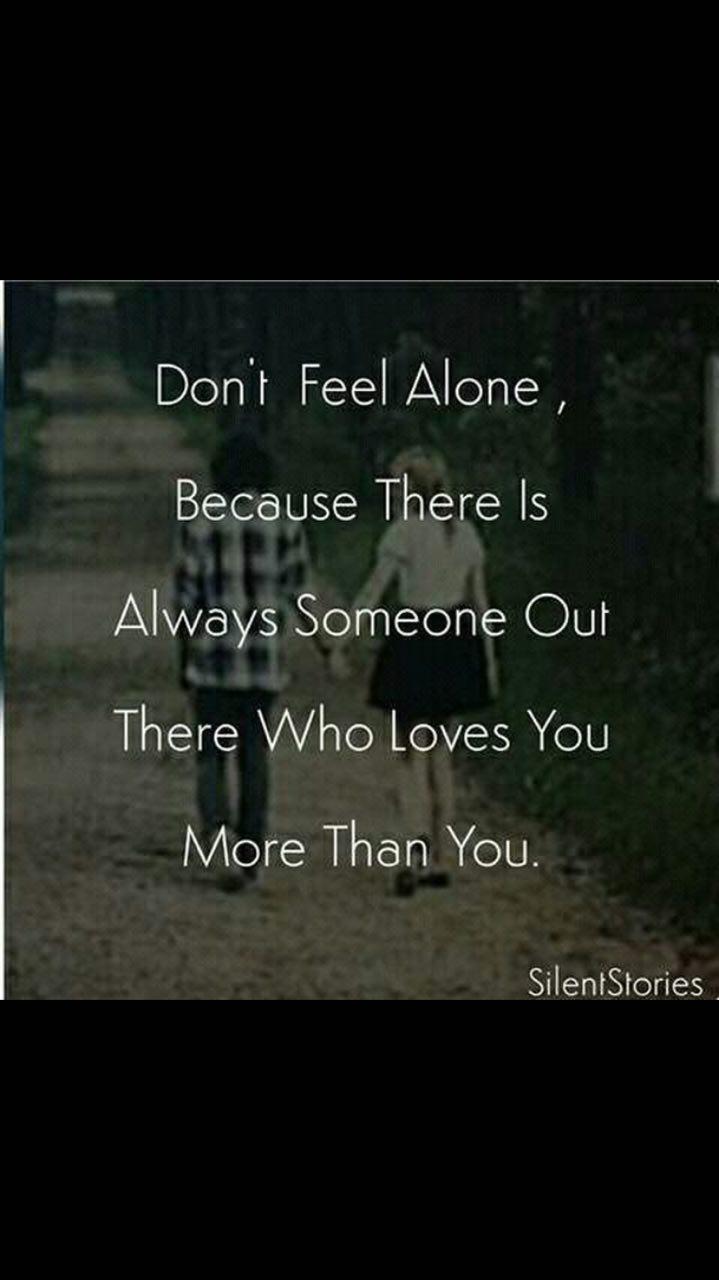 Don't Feel Alone ,
Because There Is
Always Someone Out
There Who Loves You
More Than You.
SilentStories